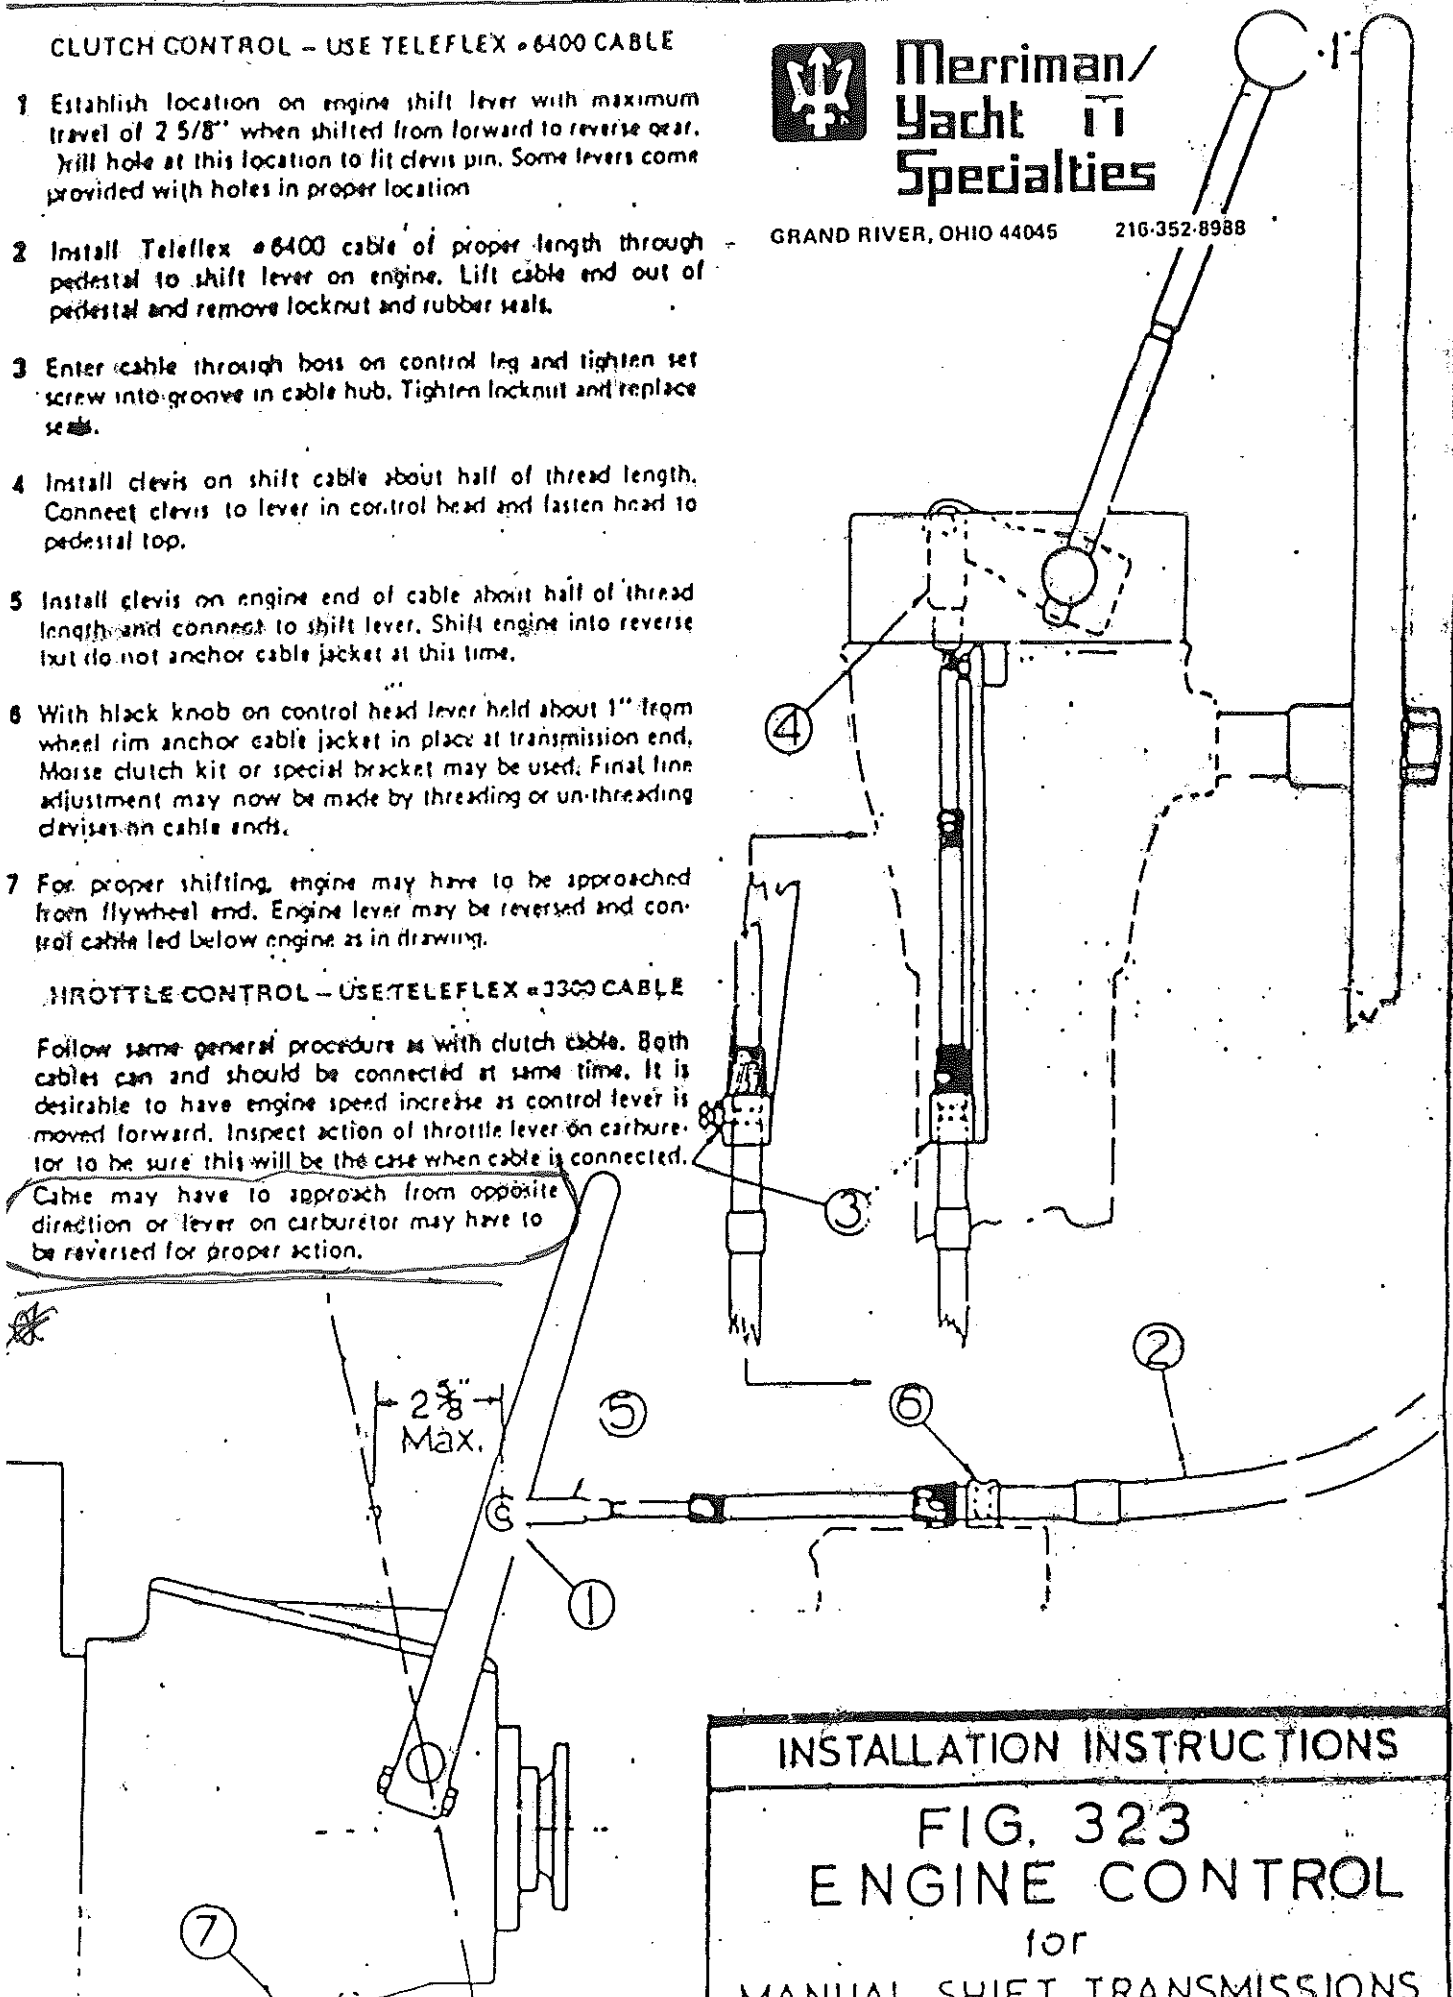 CLUTCH CONTROL – USE TELEFLEX #6400 CABLE
1 Establish location on engine shift lever with maximum
travel of 2 5/8" when shifted from forward to reverse gear.
Drill hole at this location to fit clevis pin. Some levers come
provided with holes in proper location
2 Install Teleflex #6400 cable of proper length through
pedestal to shift lever on engine. Lift cable end out of
pedestal and remove locknut and rubber seals.
3 Enter cable through boss on control leg and tighten set
screw into groove in cable hub. Tighten locknut and replace
seals.
4 Install clevis on shift cable about half of thread length.
Connect clevis to lever in control head and fasten head to
pedestal top.
5 Install clevis on engine end of cable about half of thread
length and connect to shift lever. Shift engine into reverse
but do not anchor cable jacket at this time.
6 With black knob on control head lever held about 1" from
wheel rim anchor cable jacket in place at transmission end.
Morse clutch kit or special bracket may be used. Final fine
adjustment may now be made by threading or un-threading
clevises on cable ends.
7 For proper shifting, engine may have to be approached
from flywheel end. Engine lever may be reversed and con-
trol cable led below engine as in drawing.
THROTTLE CONTROL – USE TELEFLEX #3300 CABLE
Follow same general procedure as with clutch cable. Both
cables can and should be connected at same time. It is
desirable to have engine speed increase as control lever is
moved forward. Inspect action of throttle lever on carbure-
tor to be sure this will be the case when cable is connected.
Cable may have to approach from opposite
direction or lever on carburetor may have to
be reversed for proper action.
Merriman/
Yacht
Specialties
GRAND RIVER, OHIO 44045 216-352-8988
1"
4
3
2
6
5
2 5/8"
Max.
1
7
INSTALLATION INSTRUCTIONS
FIG. 323
ENGINE CONTROL
for
MANUAL SHIFT TRANSMISSIONS